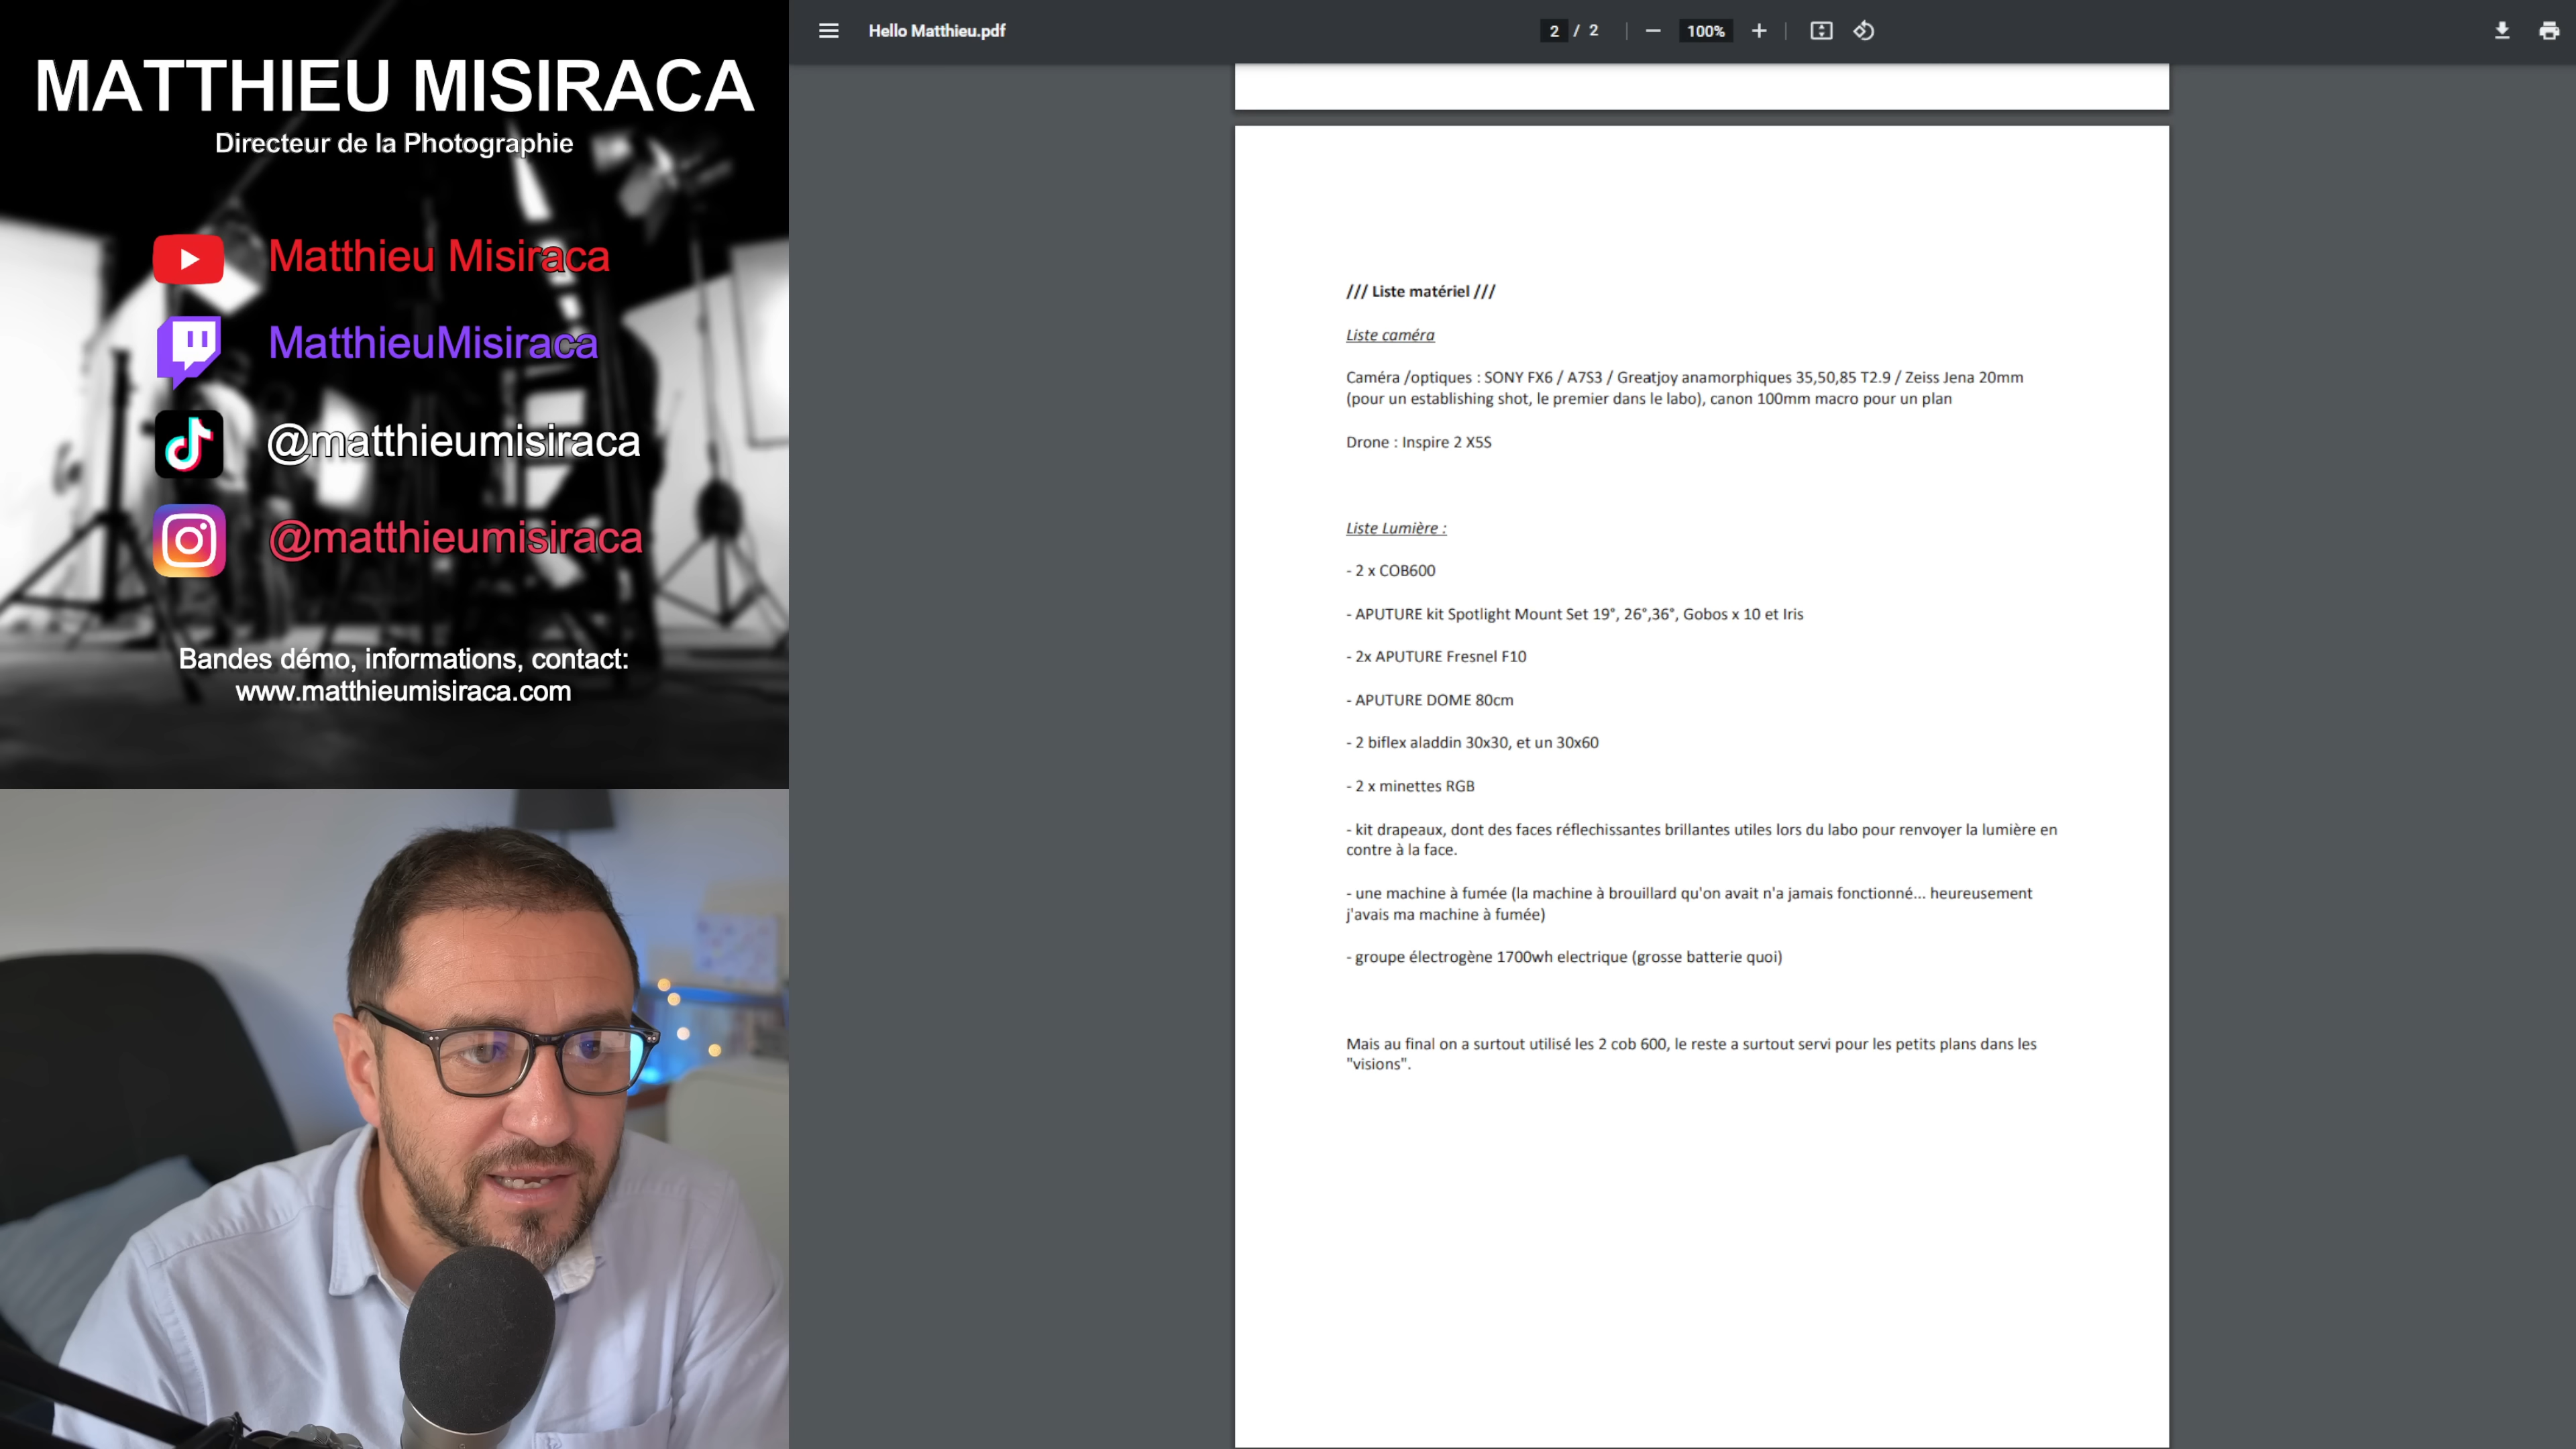 MATTHIEU MISIRACA
Directeur de la Photographie
Matthieu Misiraca
MatthieuMisiraca
@matthieumisiraca
@matthieumisiraca
Bandes démo, informations, contact:
www.matthieumisiraca.com
Hello Matthieu.pdf
2 / 2
100%
/// Liste matériel ///
Liste caméra
Caméra /optiques : SONY FX6 / A7S3 / Greatjoy anamorphiques 35,50,85 T2.9 / Zeiss Jena 20mm
(pour un establishing shot, le premier dans le labo), canon 100mm macro pour un plan
Drone : Inspire 2 X5S
Liste Lumière :
- 2 x COB600
- APUTURE kit Spotlight Mount Set 19°, 26°,36°, Gobos x 10 et Iris
- 2x APUTURE Fresnel F10
- APUTURE DOME 80cm
- 2 biflex aladdin 30x30, et un 30x60
- 2 x minettes RGB
- kit drapeaux, dont des faces réflechissantes brillantes utiles lors du labo pour renvoyer la lumière en
contre à la face.
- une machine à fumée (la machine à brouillard qu'on avait n'a jamais fonctionné... heureusement
j'avais ma machine à fumée)
- groupe électrogène 1700wh electrique (grosse batterie quoi)
Mais au final on a surtout utilisé les 2 cob 600, le reste a surtout servi pour les petits plans dans les
"visions".